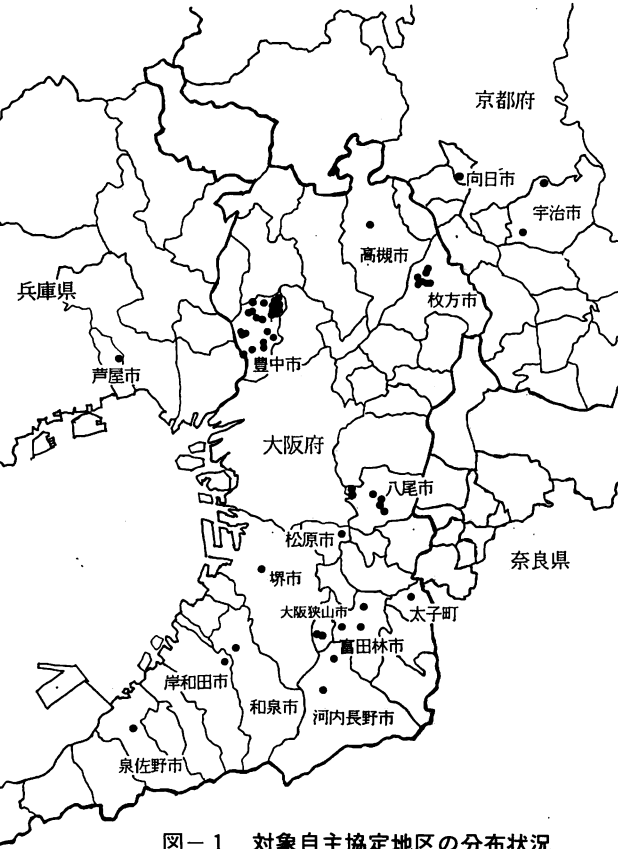 京都府
向日市
宇治市
高槻市
兵庫県
枚方市
豊中市
芦屋市
大阪府
八尾市
松原市
奈良県
堺市
大阪狭山市
太子町
富田林市
岸和田市
和泉市
河内長野市
泉佐野市
図－1 対象自主協定地区の分布状況